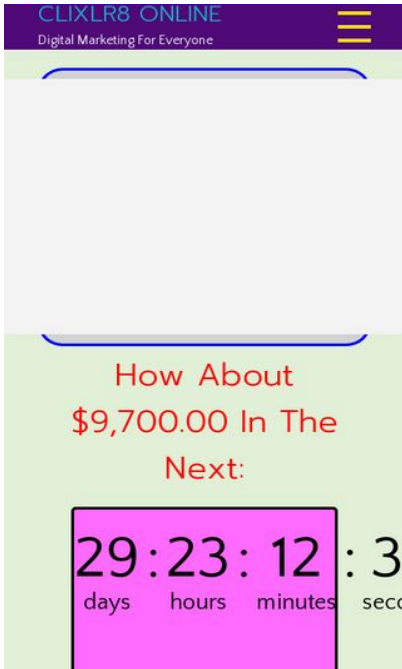 CLIXLR8 ONLINE
Digital Marketing For Everyone
How About
$9,700.00 In The
Next:
29 : 23 : 12 : 3
days hours minutes seco